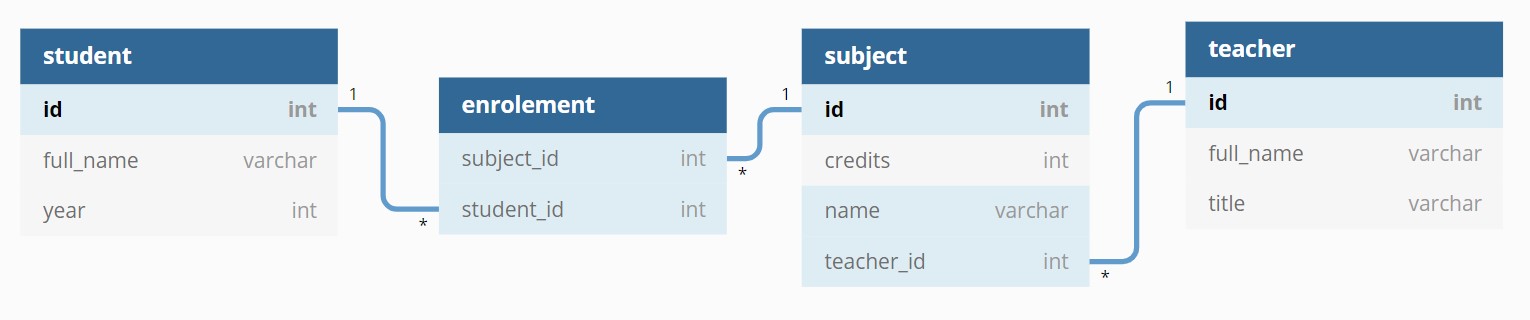 student
id int
full_name varchar
year int
1
*
enrolement
subject_id int
student_id int
1
*
subject
id int
credits int
name varchar
teacher_id int
1
*
teacher
id int
full_name varchar
title varchar